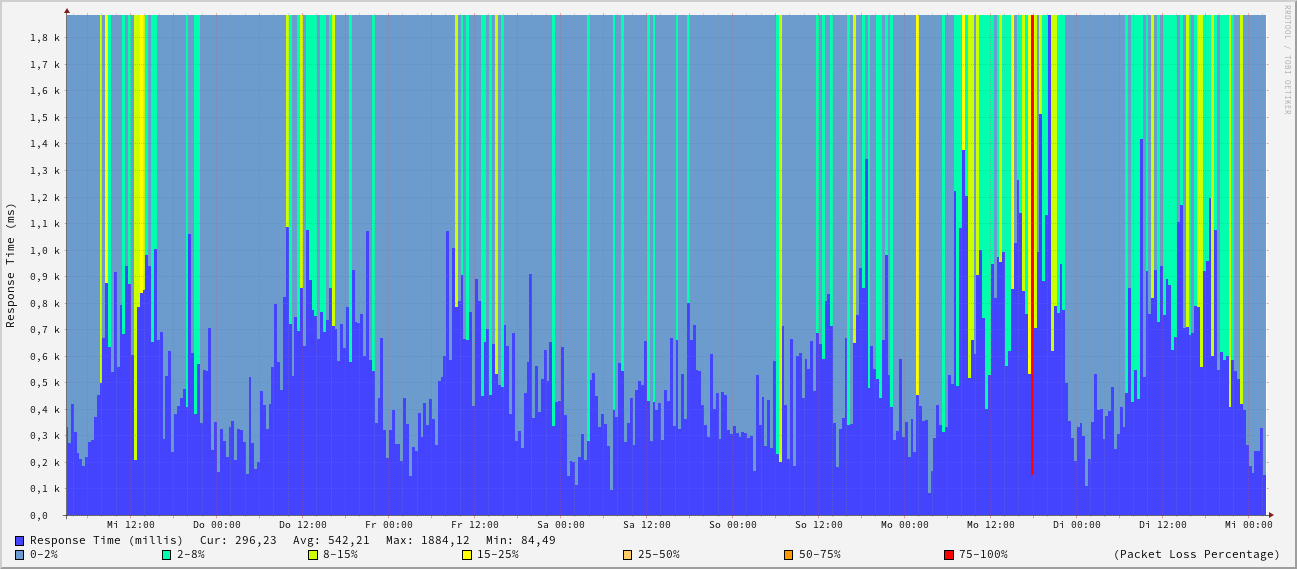 RRDTOOL / TOBI OETIKER
Response Time (ms)
1,8 k
1,7 k
1,6 k
1,5 k
1,4 k
1,3 k
1,2 k
1,1 k
1,0 k
0,9 k
0,8 k
0,7 k
0,6 k
0,5 k
0,4 k
0,3 k
0,2 k
0,1 k
0,0
Mi 12:00 Do 00:00 Do 12:00 Fr 00:00 Fr 12:00 Sa 00:00 Sa 12:00 So 00:00 So 12:00 Mo 00:00 Mo 12:00 Di 00:00 Di 12:00 Mi 00:00
Response Time (millis) Cur: 296,23 Avg: 542,21 Max: 1884,12 Min: 84,49
0-2% 2-8% 8-15% 15-25% 25-50% 50-75% 75-100% (Packet Loss Percentage)